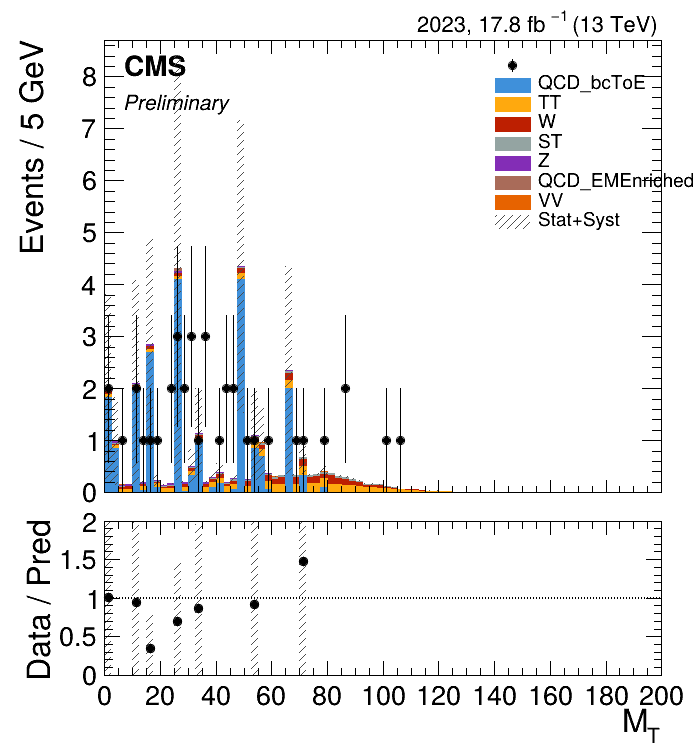 2023, 17.8 fb⁻¹ (13 TeV)
Events / 5 GeV
CMS
Preliminary
QCD_bcToE
TT
W
ST
Z
QCD_EMEnriched
VV
Stat+Syst
8
7
6
5
4
3
2
1
0
Data / Pred
2
1.5
1
0.5
0
0 20 40 60 80 100 120 140 160 180 200
M_T